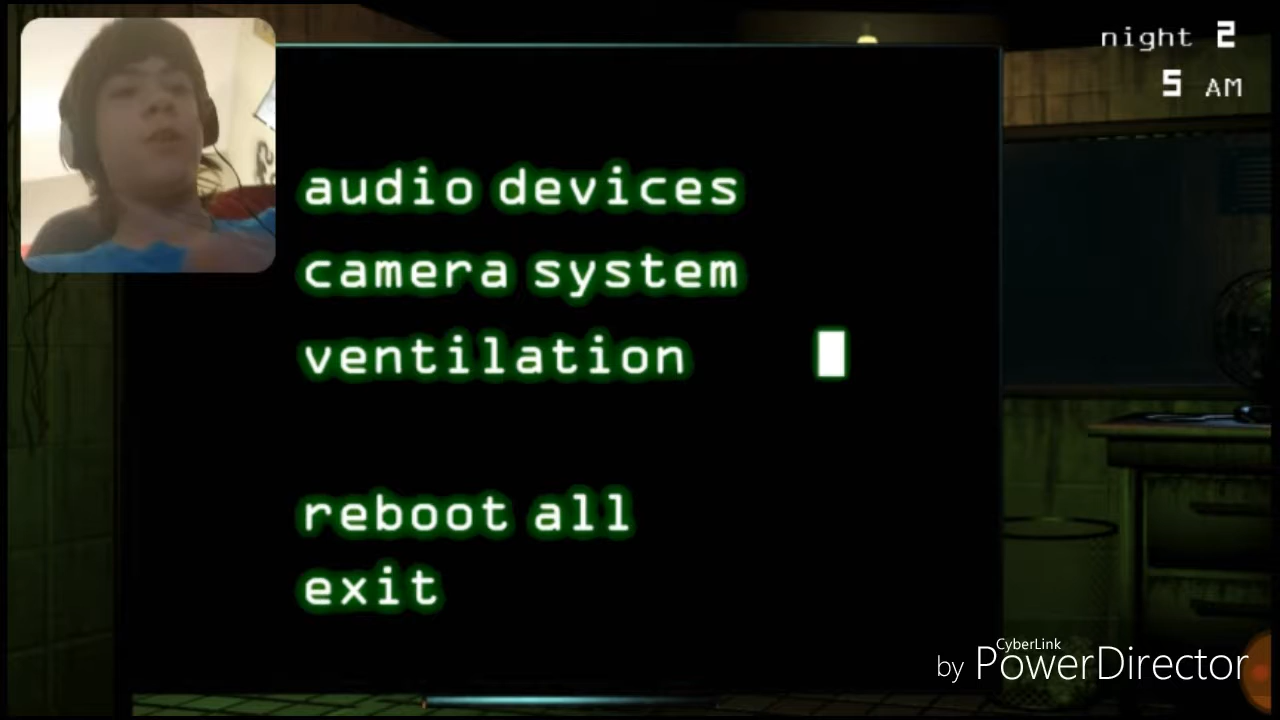 night 2
5 AM
audio devices
camera system
ventilation
reboot all
exit
CyberLink
by PowerDirector